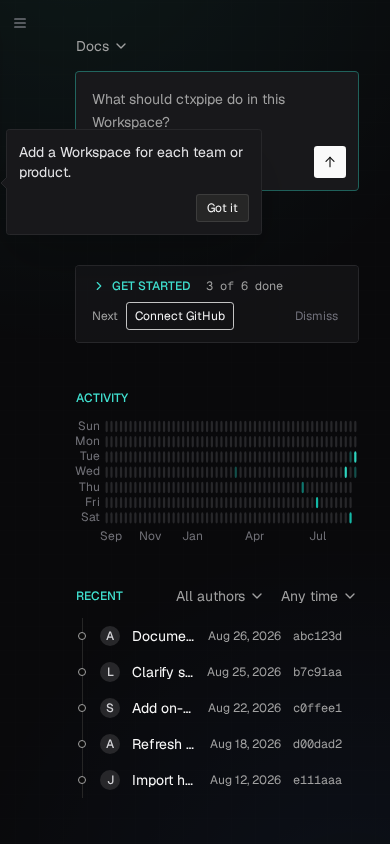 Docs
What should ctxpipe do in this
Workspace?
Add a Workspace for each team or
product.
Got it
GET STARTED 3 of 6 done
Next Connect GitHub Dismiss
ACTIVITY
Sun
Mon
Tue
Wed
Thu
Fri
Sat
Sep Nov Jan Apr Jul
RECENT All authors Any time
A Docume... Aug 26, 2026 abc123d
L Clarify s... Aug 25, 2026 b7c91aa
S Add on-... Aug 22, 2026 c0ffee1
A Refresh ... Aug 18, 2026 d00dad2
J Import h... Aug 12, 2026 e111aaa